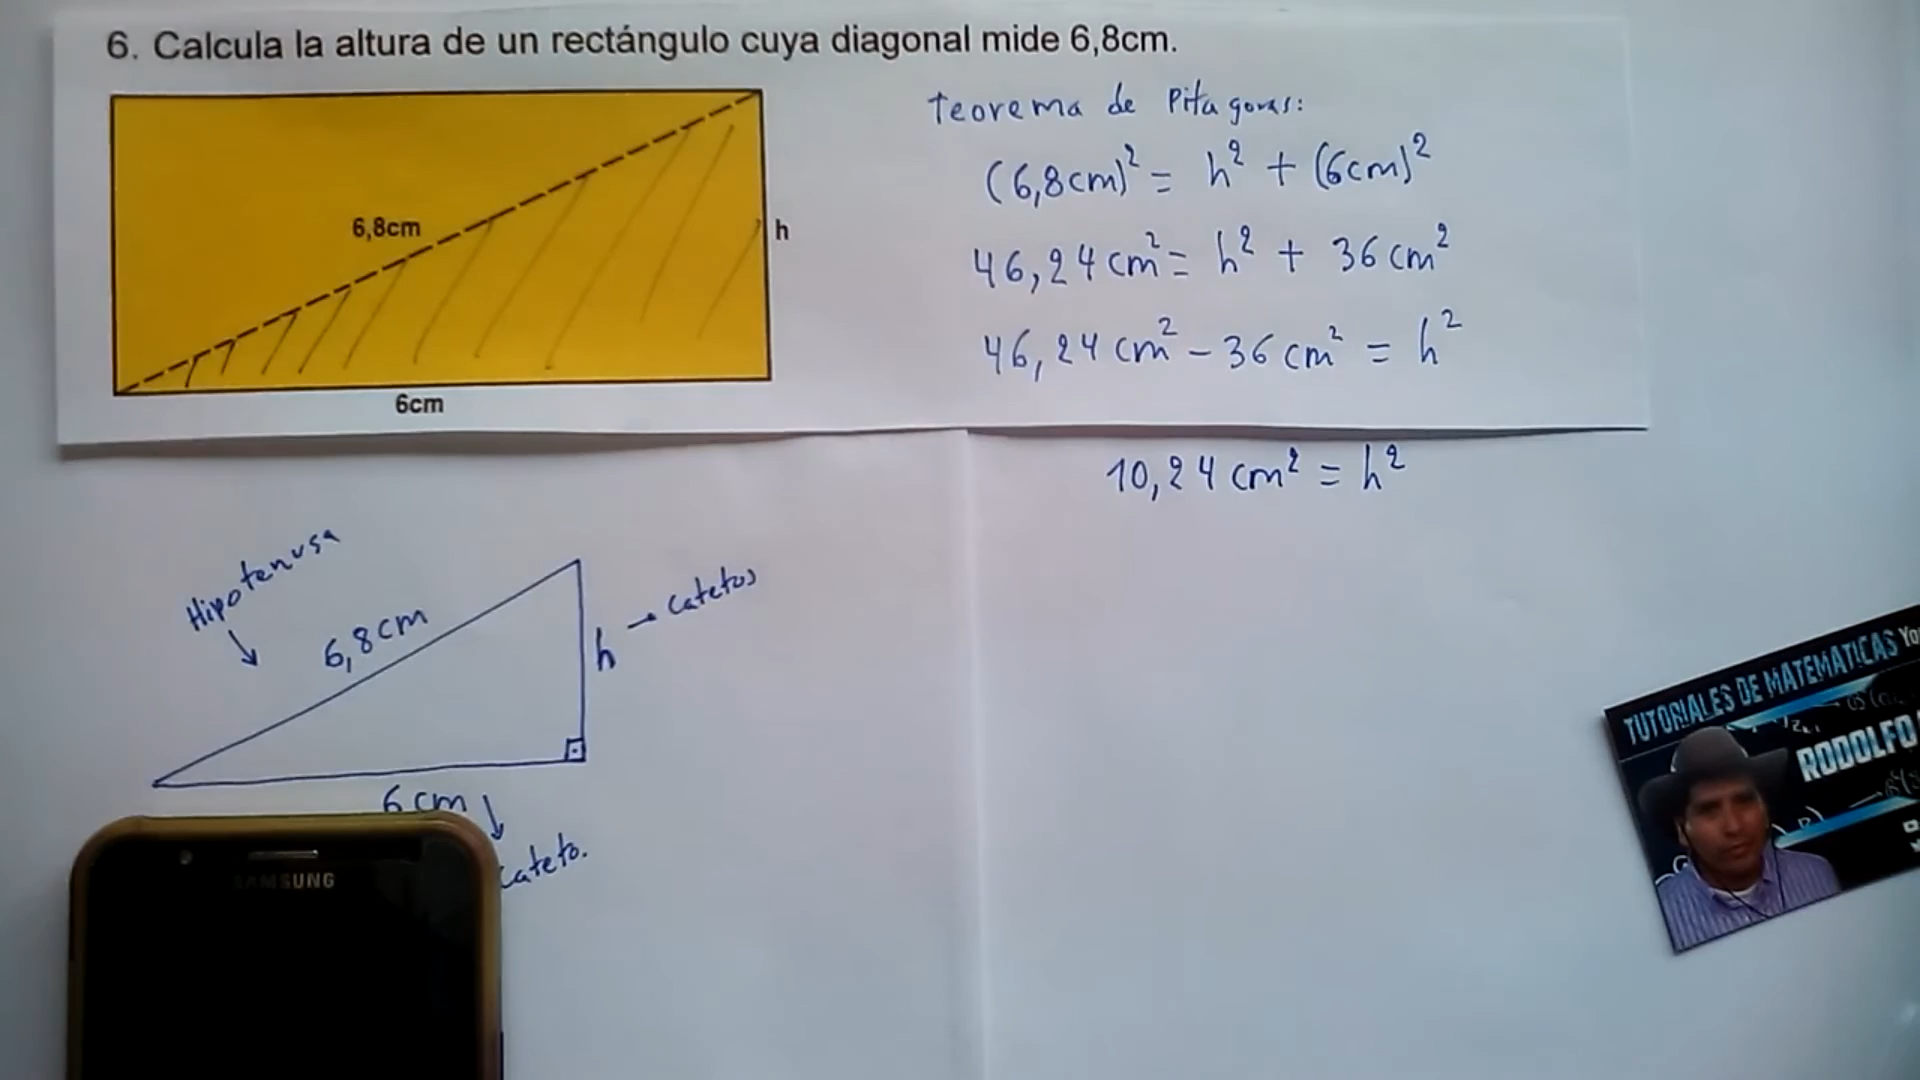 6. Calcula la altura de un rectángulo cuya diagonal mide 6,8cm.
6,8cm
h
6cm
Teorema de Pitagoras:
(6,8cm)² = h² + (6cm)²
46,24 cm² = h² + 36 cm²
46,24 cm² - 36 cm² = h²
10,24 cm² = h²
Hipotenusa
6,8cm
h → catetos
6 cm
cateto.
SAMSUNG
TUTORIALES DE MATEMATICAS
RODOLFO